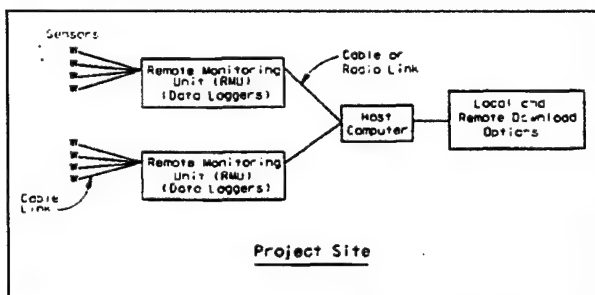 Sensors
Remote Monitoring
Unit (RMU)
(Data Loggers)
Cable or
Radio Link
Host
Computer
Local and
Remote Download
Options
Remote Monitoring
Unit (RMU)
(Data Loggers)
Cable
Link
Project Site